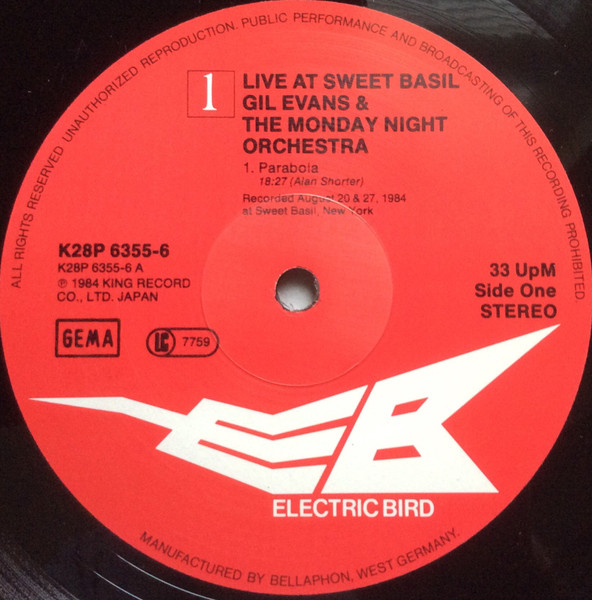 ALL RIGHTS RESERVED UNAUTHORIZED REPRODUCTION. PUBLIC PERFORMANCE AND BROADCASTING OF THIS RECORDING PROHIBITED.
1
LIVE AT SWEET BASIL
GIL EVANS &
THE MONDAY NIGHT
ORCHESTRA
1. Parabola
18:27 (Alan Shorter)
Recorded August 20 & 27, 1984
at Sweet Basil, New York
K28P 6355-6
K28P 6355-6 A
℗ 1984 KING RECORD
CO., LTD. JAPAN
GEMA
LC 7759
33 UpM
Side One
STEREO
EB
ELECTRIC BIRD
MANUFACTURED BY BELLAPHON, WEST GERMANY.